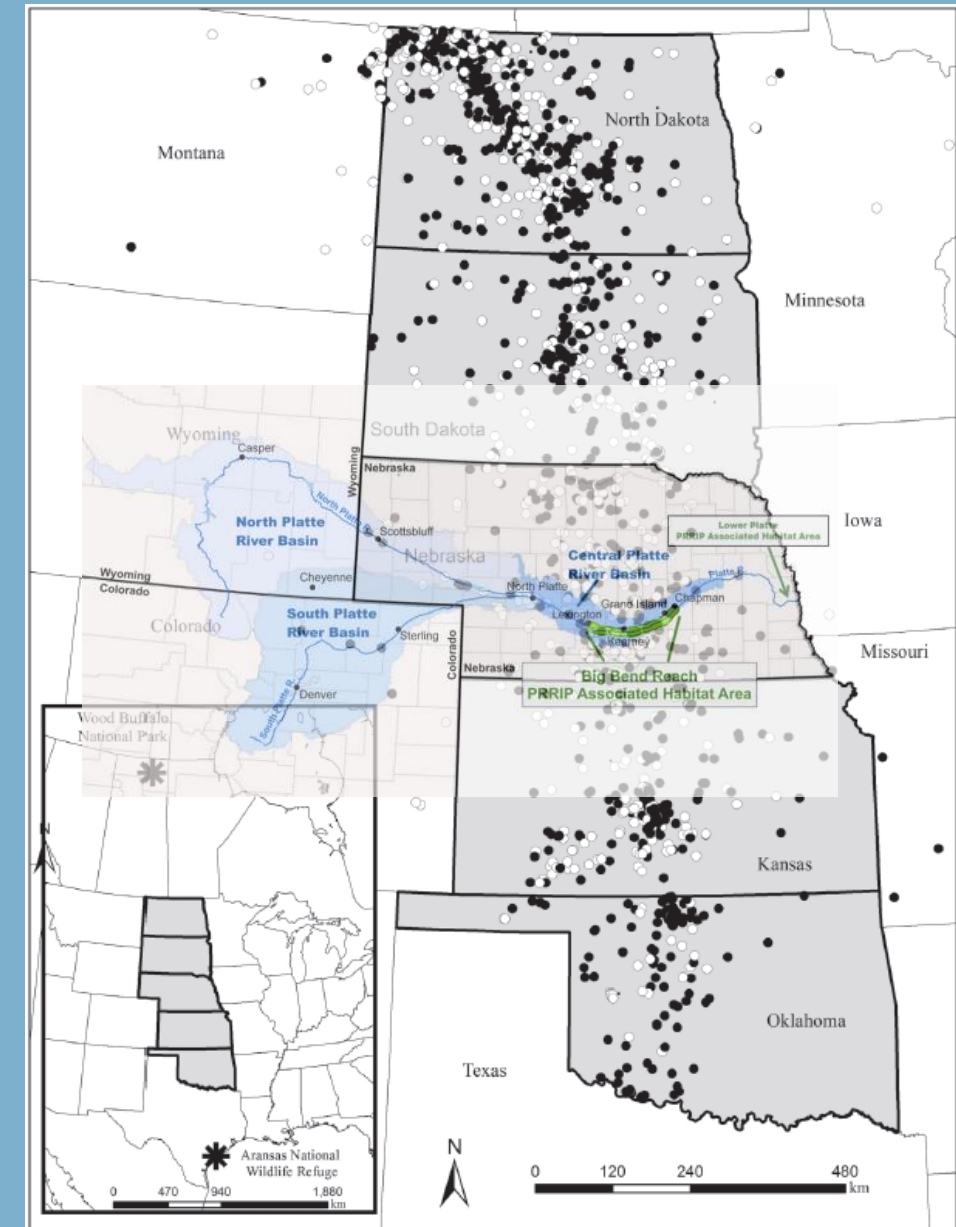 North Dakota
Montana
Minnesota
Wyoming
South Dakota
Casper
Wyoming
Nebraska
North Platte R.
Iowa
Lower Platte
PRRIP Associated Habitat Area
North Platte
River Basin
Scottsbluff
Nebraska
Central Platte
River Basin
Platte R.
Wyoming
Colorado
Cheyenne
North Platte
Grand Island
Chapman
Lexington
South Platte
River Basin
Colorado
Sterling
Kearney
Colorado
Nebraska
Missouri
Big Bend Reach
PRRIP Associated Habitat Area
Denver
South Platte R.
Wood Buffalo
National Park
N
Kansas
Oklahoma
Texas
Aransas National
Wildlife Refuge
0 470 940 1,880
km
N
0 120 240 480
km